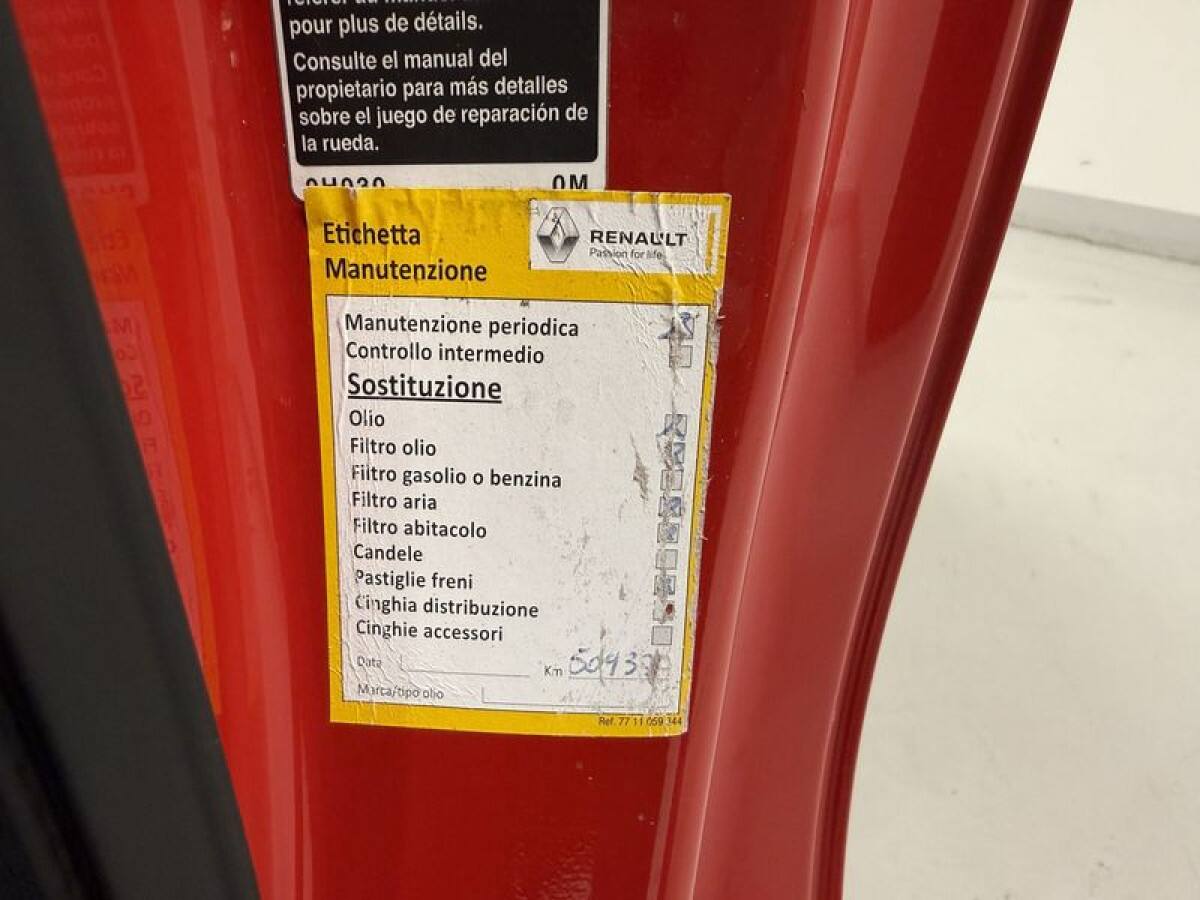 pour plus de détails.
Consulte el manual del
propietario para más detalles
sobre el juego de reparación de
la rueda.
0M
Etichetta
Manutenzione
RENAULT
Passion for life
Manutenzione periodica
Controllo intermedio
Sostituzione
Olio
Filtro olio
Filtro gasolio o benzina
Filtro aria
Filtro abitacolo
Candele
Pastiglie freni
Cinghia distribuzione
Cinghie accessori
Data
Km 50937
Marca/tipo olio
Ref. 77 11 059 344